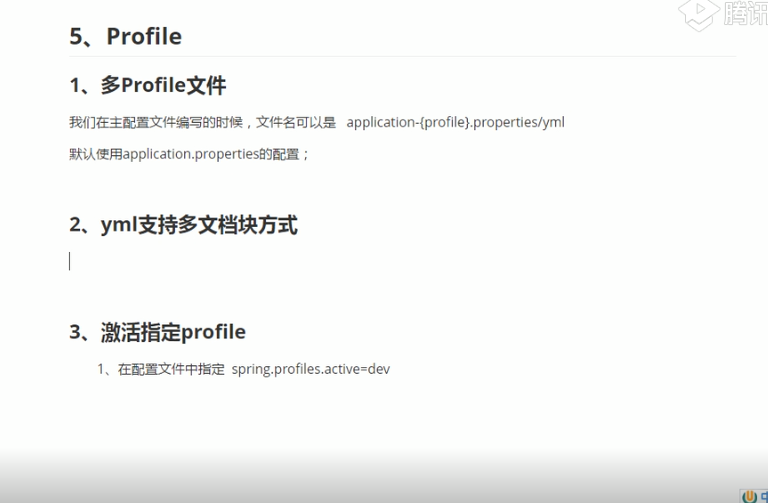 腾讯
5、Profile
1、多Profile文件
我们在主配置文件编写的时候，文件名可以是 application-{profile}.properties/yml
默认使用application.properties的配置；
2、yml支持多文档块方式
3、激活指定profile
1、在配置文件中指定 spring.profiles.active=dev